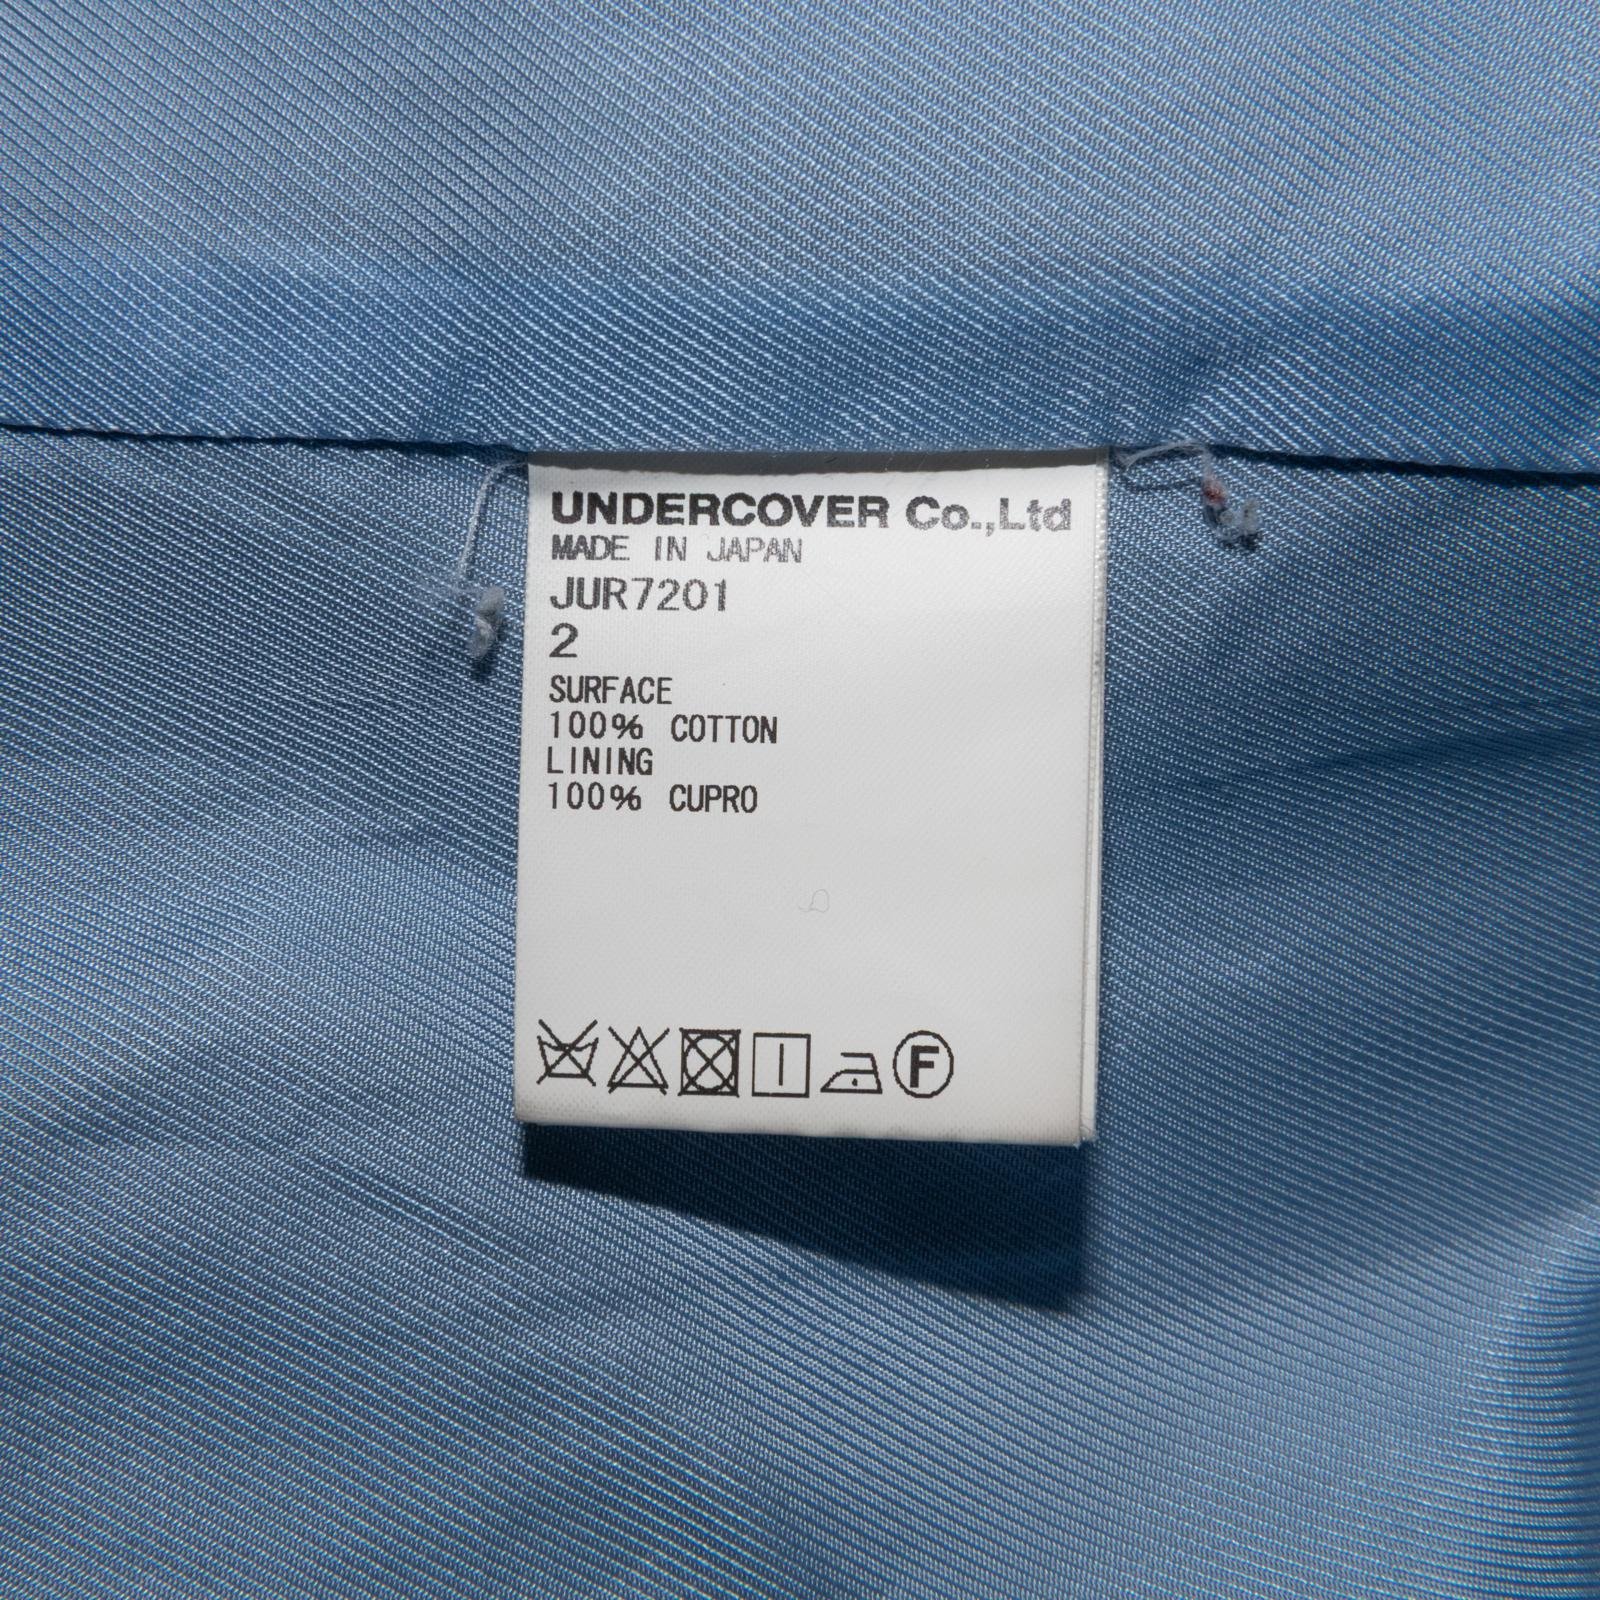 UNDERCOVER Co.,Ltd
MADE IN JAPAN
JUR7201
2
SURFACE
100% COTTON
LINING
100% CUPRO
F